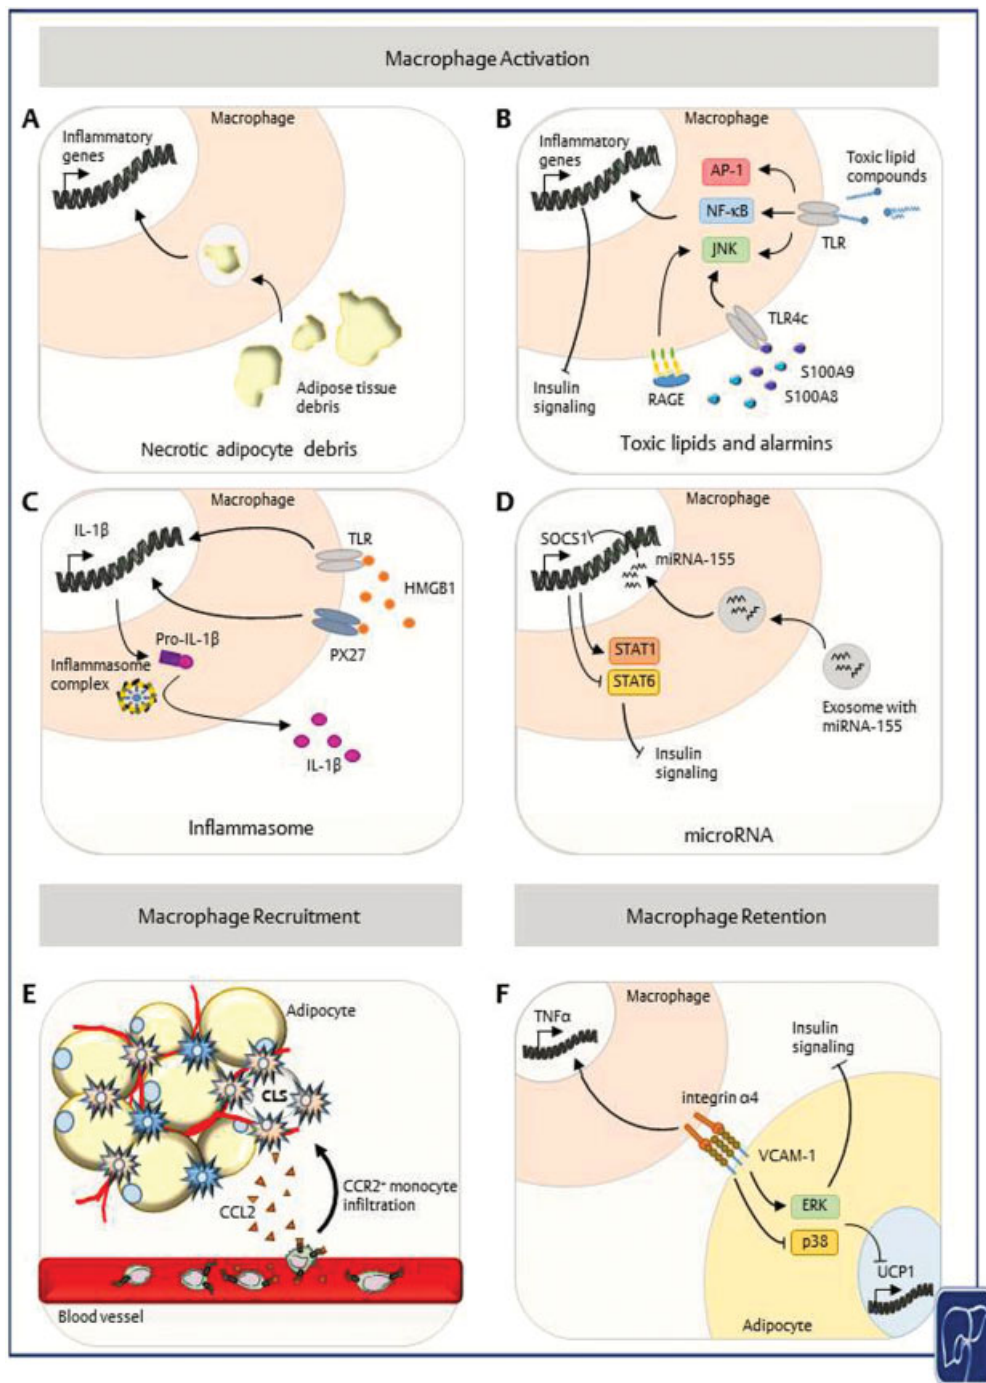 Macrophage Activation
A
Macrophage
Inflammatory
genes
Adipose tissue
debris
Necrotic adipocyte debris
B
Macrophage
Inflammatory
genes
AP-1
NF-κB
JNK
Toxic lipid
compounds
TLR
TLR4c
S100A9
S100A8
RAGE
Insulin
signaling
Toxic lipids and alarmins
C
Macrophage
IL-1β
TLR
HMGB1
PX27
Pro-IL-1β
Inflammasome
complex
IL-1β
Inflammasome
D
Macrophage
SOCS1
miRNA-155
STAT1
STAT6
Exosome with
miRNA-155
Insulin
signaling
microRNA
Macrophage Recruitment
Macrophage Retention
E
Adipocyte
CLS
CCL2
CCR2⁺ monocyte
infiltration
Blood vessel
F
Macrophage
TNFα
Insulin
signaling
integrin α4
VCAM-1
ERK
p38
UCP1
Adipocyte